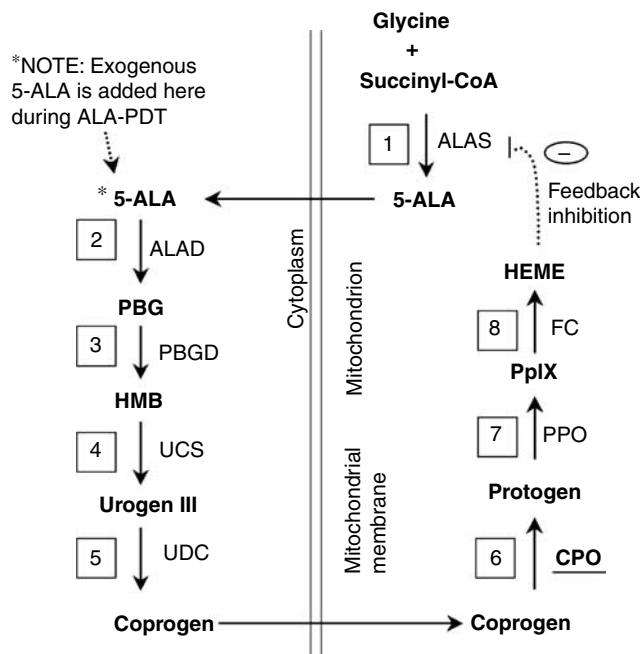 *NOTE: Exogenous
5-ALA is added here
during ALA-PDT
* 5-ALA
2
ALAD
PBG
3
PBGD
HMB
4
UCS
Urogen III
5
UDC
Coprogen
Cytoplasm
Mitochondrion
Mitochondrial
membrane
Glycine
+
Succinyl-CoA
1
ALAS
–
5-ALA
Feedback
inhibition
HEME
8
FC
PpIX
7
PPO
Protogen
6
CPO
Coprogen